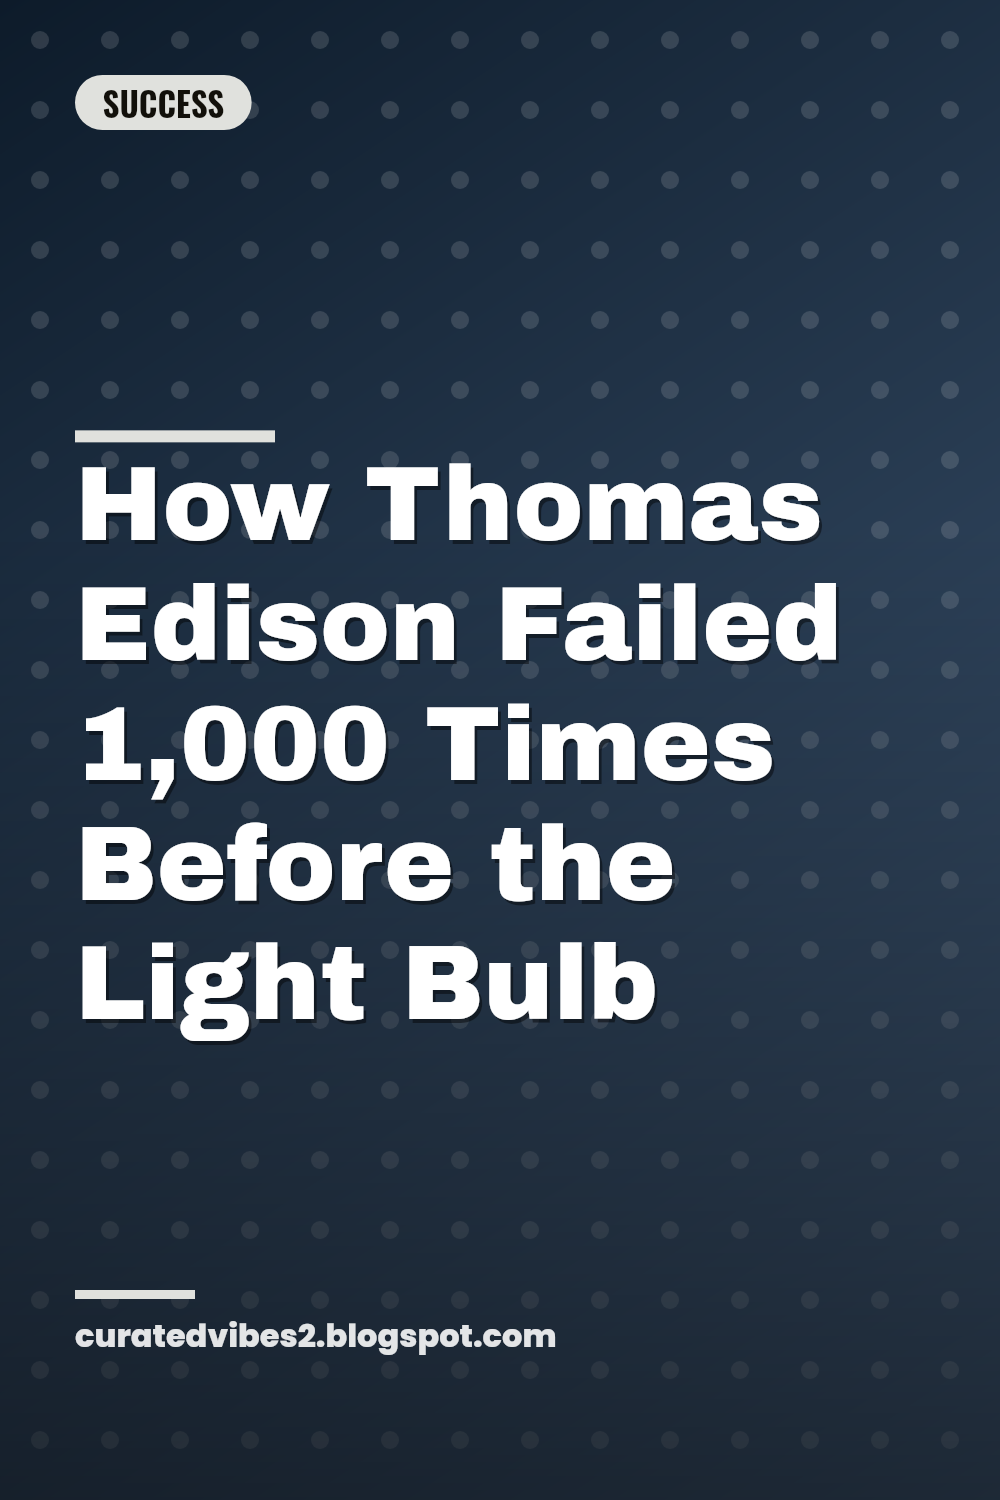 SUCCESS
How Thomas
Edison Failed
1,000 Times
Before the
Light Bulb
curatedvibes2.blogspot.com